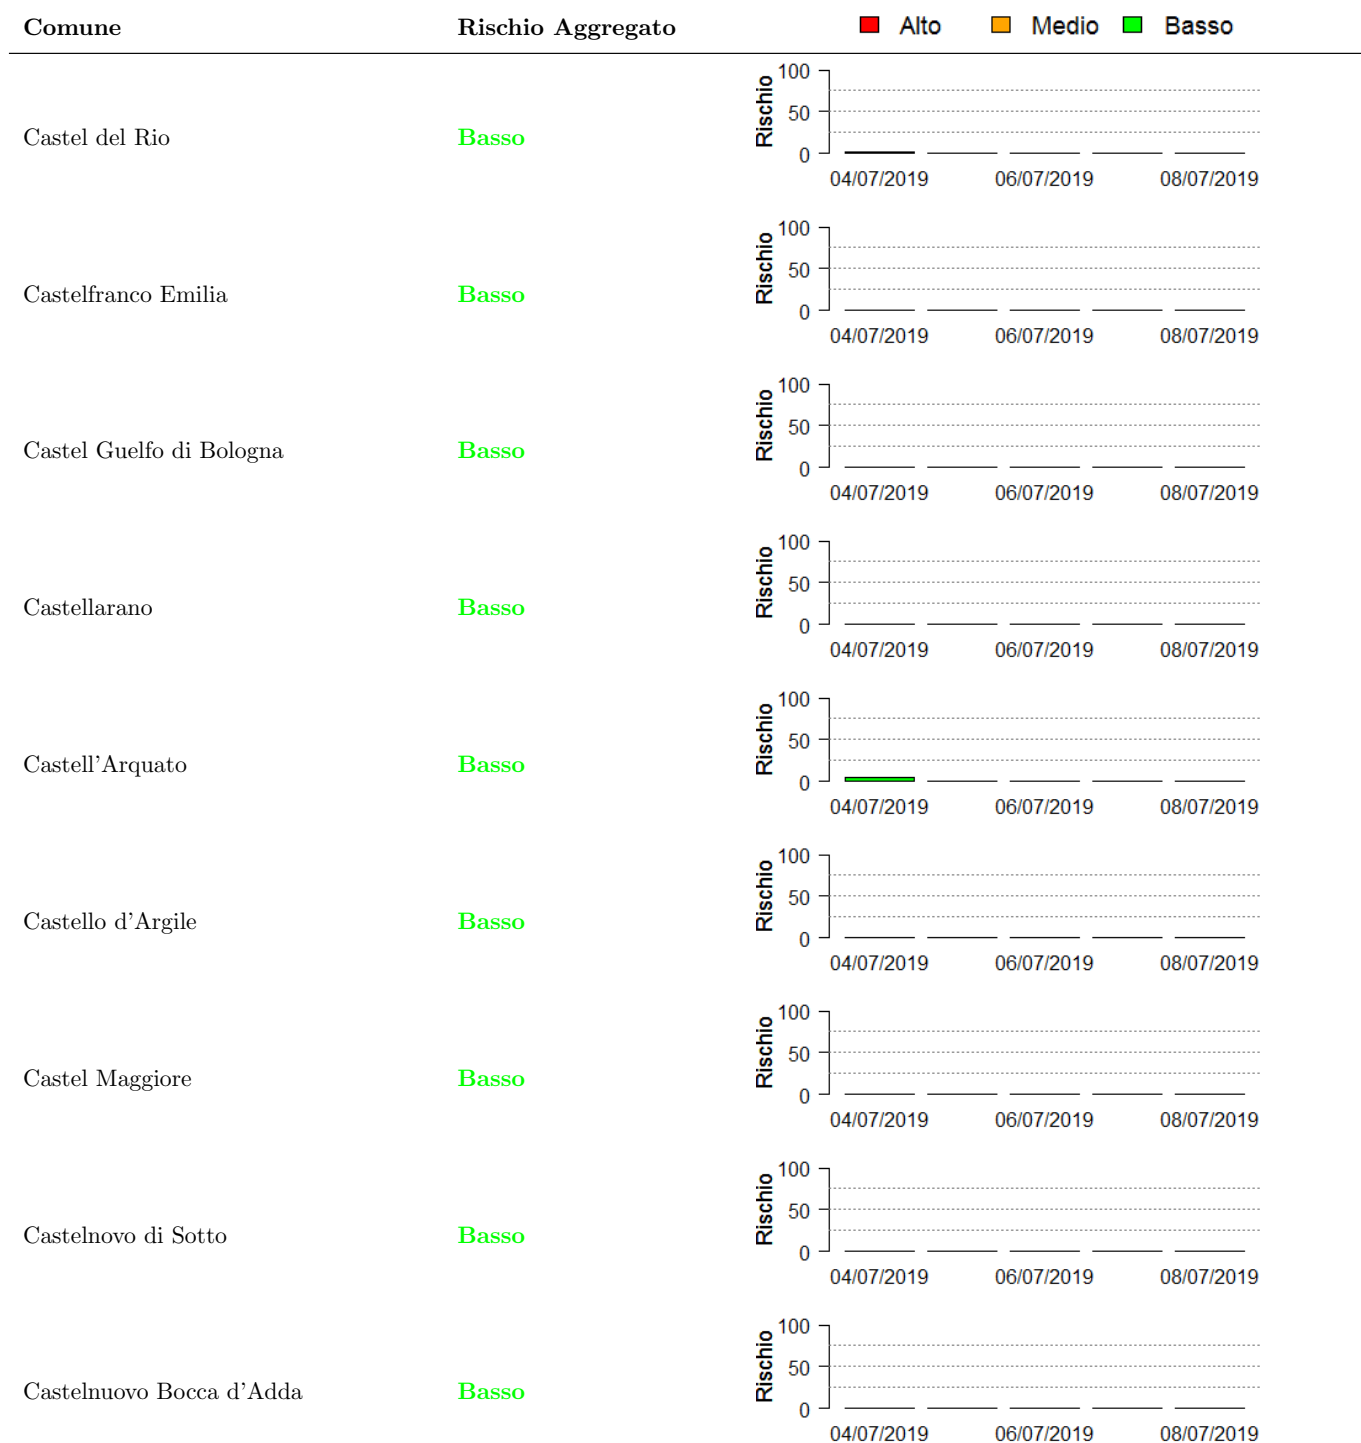 Comune Rischio Aggregato Alto Medio Basso
100
50
0
Rischio
Castel del Rio Basso
04/07/2019 06/07/2019 08/07/2019
100
50
0
Rischio
Castelfranco Emilia Basso
04/07/2019 06/07/2019 08/07/2019
100
50
0
Rischio
Castel Guelfo di Bologna Basso
04/07/2019 06/07/2019 08/07/2019
100
50
0
Rischio
Castellarano Basso
04/07/2019 06/07/2019 08/07/2019
100
50
0
Rischio
Castell'Arquato Basso
04/07/2019 06/07/2019 08/07/2019
100
50
0
Rischio
Castello d'Argile Basso
04/07/2019 06/07/2019 08/07/2019
100
50
0
Rischio
Castel Maggiore Basso
04/07/2019 06/07/2019 08/07/2019
100
50
0
Rischio
Castelnovo di Sotto Basso
04/07/2019 06/07/2019 08/07/2019
100
50
0
Rischio
Castelnuovo Bocca d'Adda Basso
04/07/2019 06/07/2019 08/07/2019